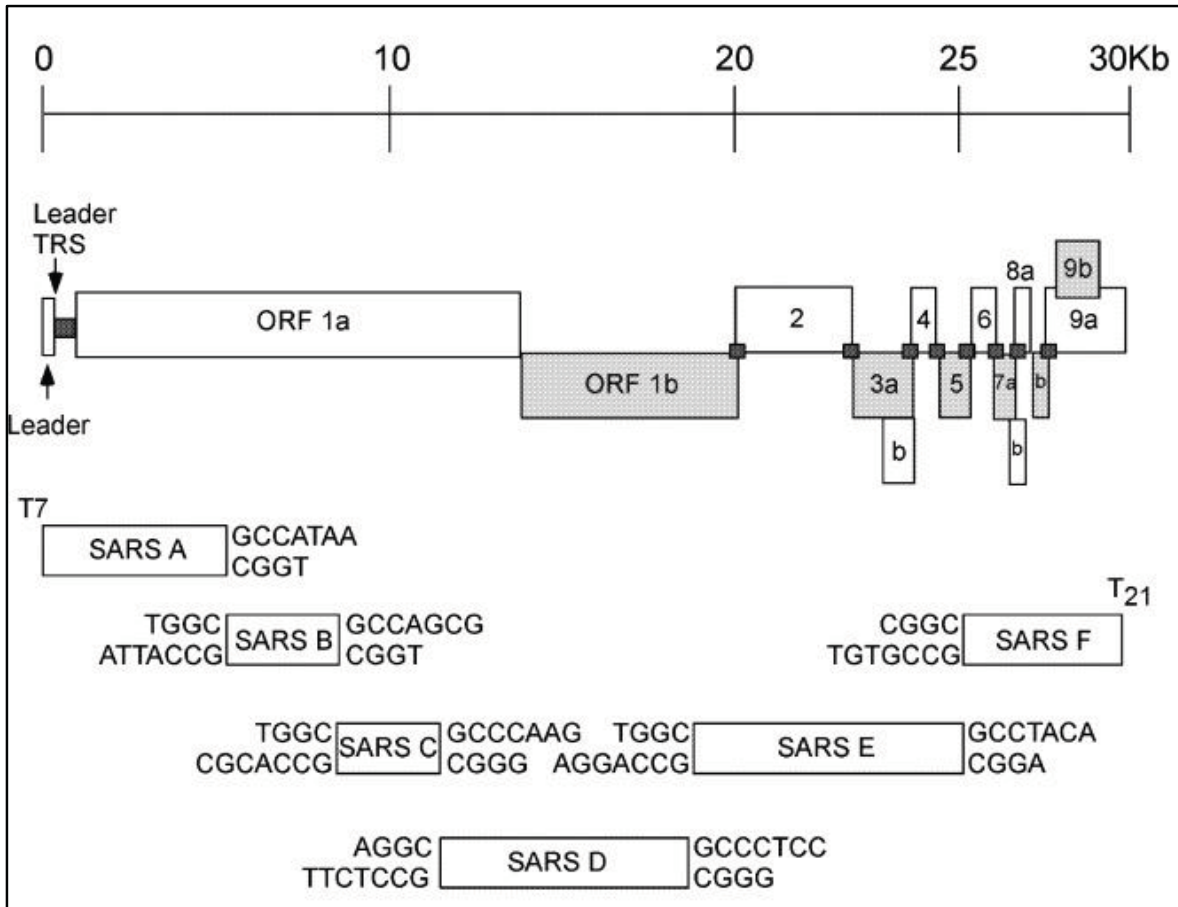 0 10 20 25 30Kb
Leader
TRS
Leader
ORF 1a
ORF 1b
2
3a
b
4
5
6
7a
b
8a
b
9b
9a
T7
SARS A
GCCATAA
CGGT
TGGC
ATTACCG
SARS B
GCCAGCG
CGGT
CGGC
TGTGCCG
SARS F
T21
TGGC
CGCACCG
SARS C
GCCCAAG
CGGG
TGGC
AGGACCG
SARS E
GCCTACA
CGGA
AGGC
TTCTCCG
SARS D
GCCCTCC
CGGG